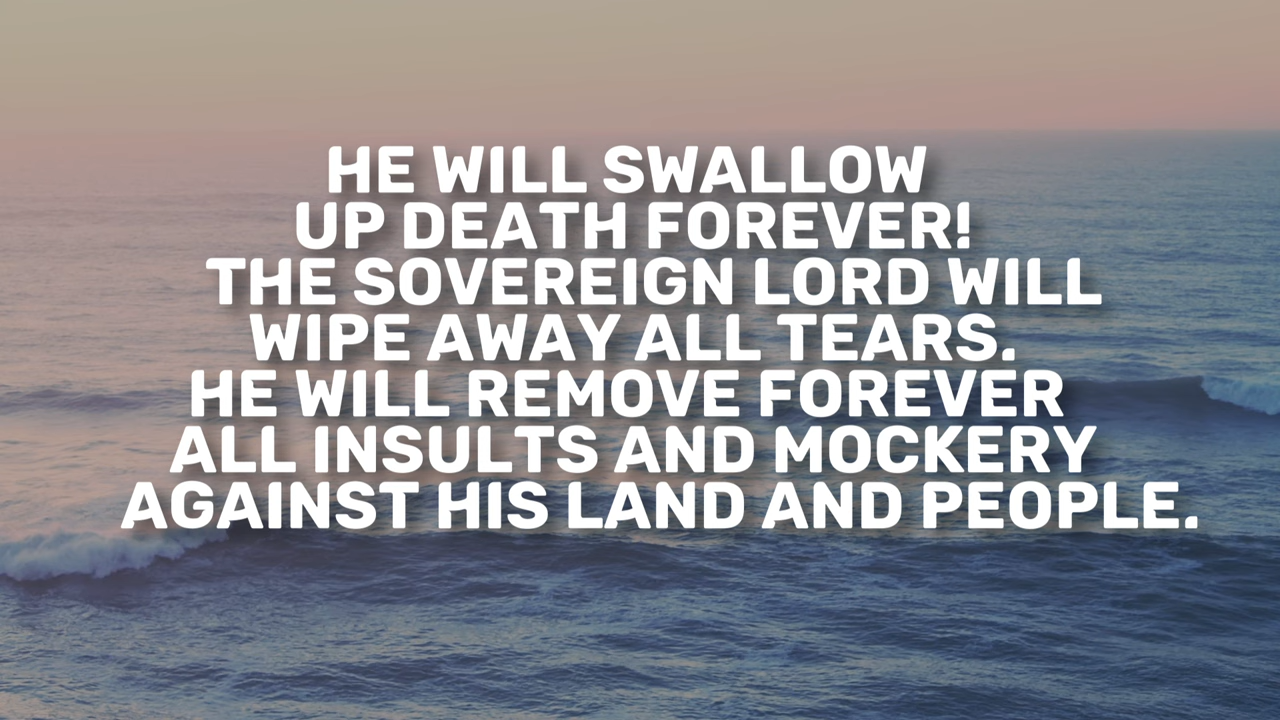 HE WILL SWALLOW
UP DEATH FOREVER!
THE SOVEREIGN LORD WILL
WIPE AWAY ALL TEARS.
HE WILL REMOVE FOREVER
ALL INSULTS AND MOCKERY
AGAINST HIS LAND AND PEOPLE.